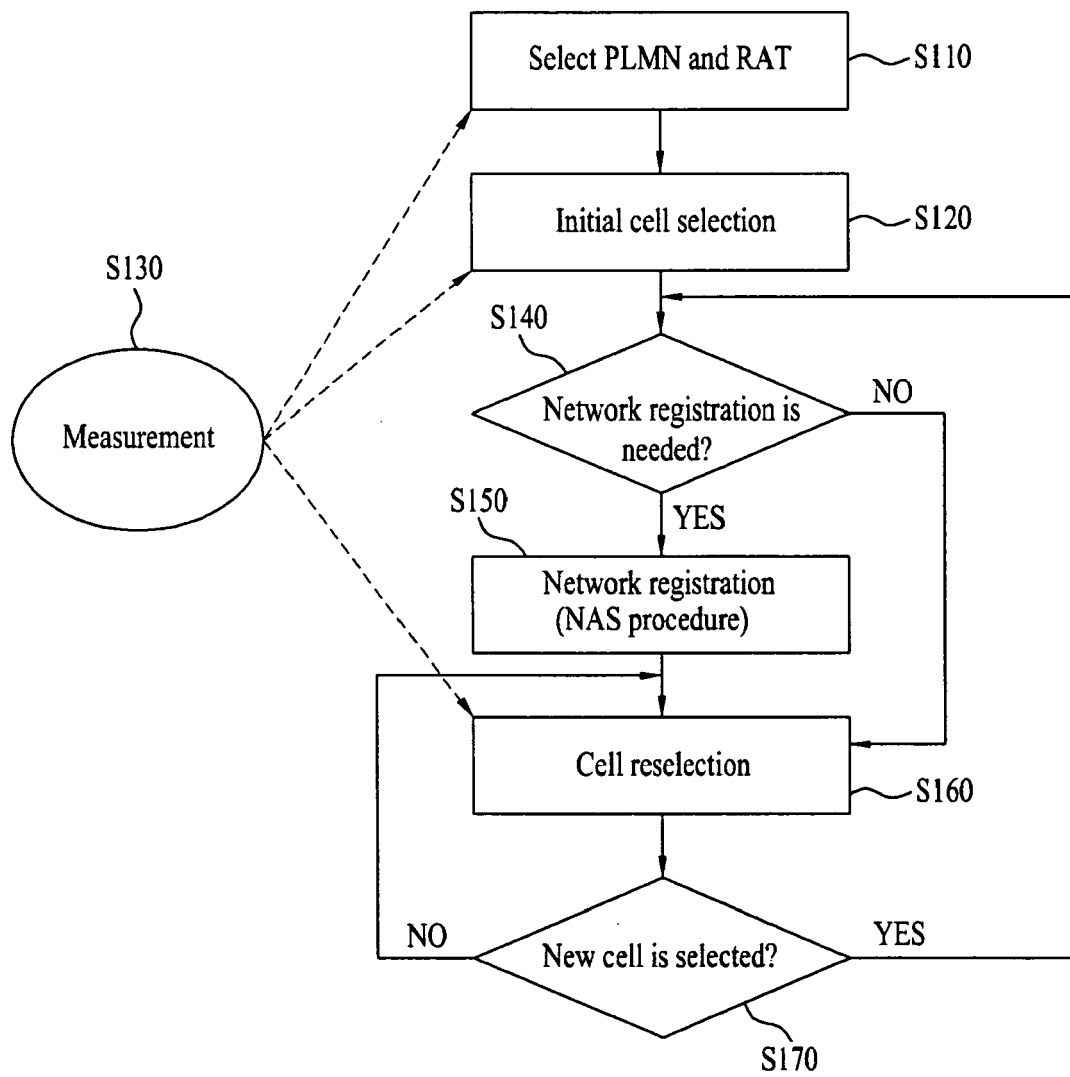 Select PLMN and RAT
S110
Initial cell selection
S120
S130
Measurement
S140
Network registration is
needed?
NO
YES
S150
Network registration
(NAS procedure)
Cell reselection
S160
NO
New cell is selected?
YES
S170